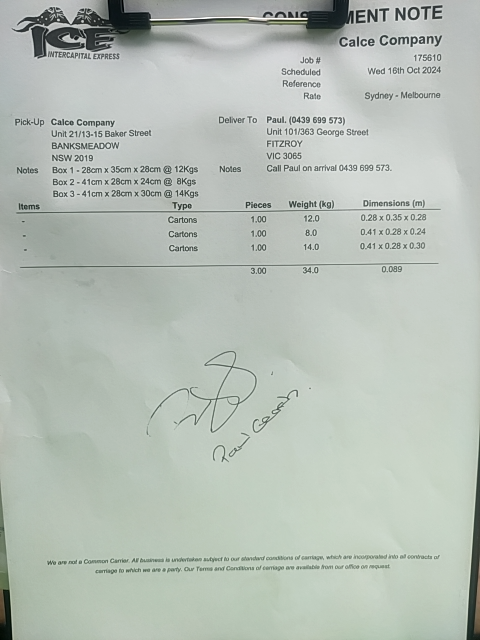 CONS MENT NOTE
ICE
INTERCAPITAL EXPRESS
Calce Company
Job # 175610
Scheduled Wed 16th Oct 2024
Reference
Rate Sydney - Melbourne
Pick-Up Calce Company Deliver To Paul. (0439 699 573)
Unit 21/13-15 Baker Street Unit 101/363 George Street
BANKSMEADOW FITZROY
NSW 2019 VIC 3065
Notes Box 1 - 28cm x 35cm x 28cm @ 12Kgs Notes Call Paul on arrival 0439 699 573.
Box 2 - 41cm x 28cm x 24cm @ 8Kgs
Box 3 - 41cm x 28cm x 30cm @ 14Kgs
Items Type Pieces Weight (kg) Dimensions (m)
- Cartons 1.00 12.0 0.28 x 0.35 x 0.28
- Cartons 1.00 8.0 0.41 x 0.28 x 0.24
- Cartons 1.00 14.0 0.41 x 0.28 x 0.30
3.00 34.0 0.089
Paul
We are not a Common Carrier. All business is undertaken subject to our standard conditions of carriage, which are incorporated into all contracts of
carriage to which we are a party. Our Terms and Conditions of carriage are available from our office on request.